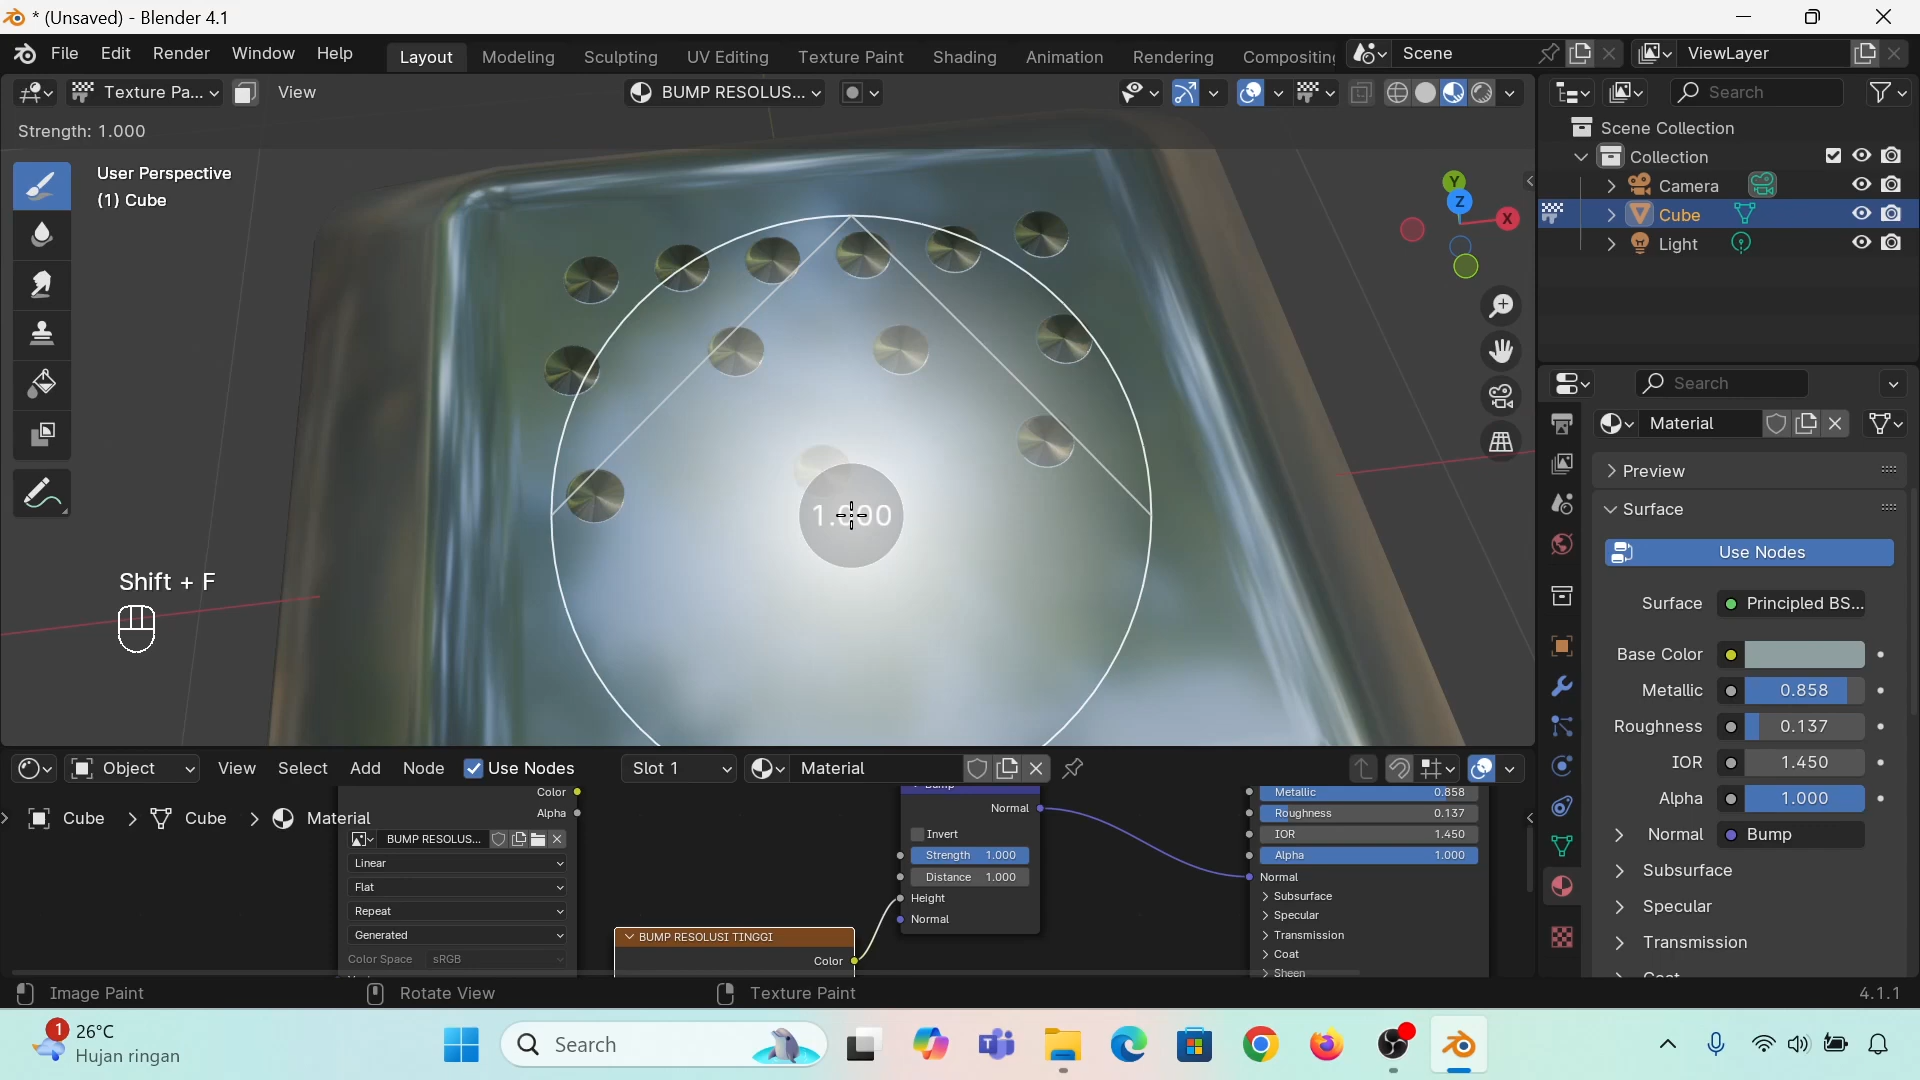 * (Unsaved) - Blender 4.1
File Edit Render Window Help
Layout Modeling Sculpting UV Editing Texture Paint Shading Animation Rendering Compositing
Scene
ViewLayer
Texture Pa...
View
BUMP RESOLUS...
Search
Strength: 1.000
User Perspective
(1) Cube
Y
Z
X
Scene Collection
Collection
Camera
Cube
Light
1.000
Shift + F
Search
Material
Preview
Surface
Use Nodes
Surface Principled BS...
Base Color
Metallic 0.858
Roughness 0.137
IOR 1.450
Alpha 1.000
Normal Bump
Subsurface
Specular
Transmission
Coat
Object View Select Add Node Use Nodes Slot 1 Material
Cube Cube Material
Color
Alpha
BUMP RESOLUS...
Linear
Flat
Repeat
Generated
Color Space sRGB
BUMP RESOLUSI TINGGI
Color
Bump
Normal
Invert
Strength 1.000
Distance 1.000
Height
Normal
Metallic 0.858
Roughness 0.137
IOR 1.450
Alpha 1.000
Normal
Subsurface
Specular
Transmission
Coat
Sheen
Image Paint Rotate View Texture Paint 4.1.1
1
26°C
Hujan ringan
Search